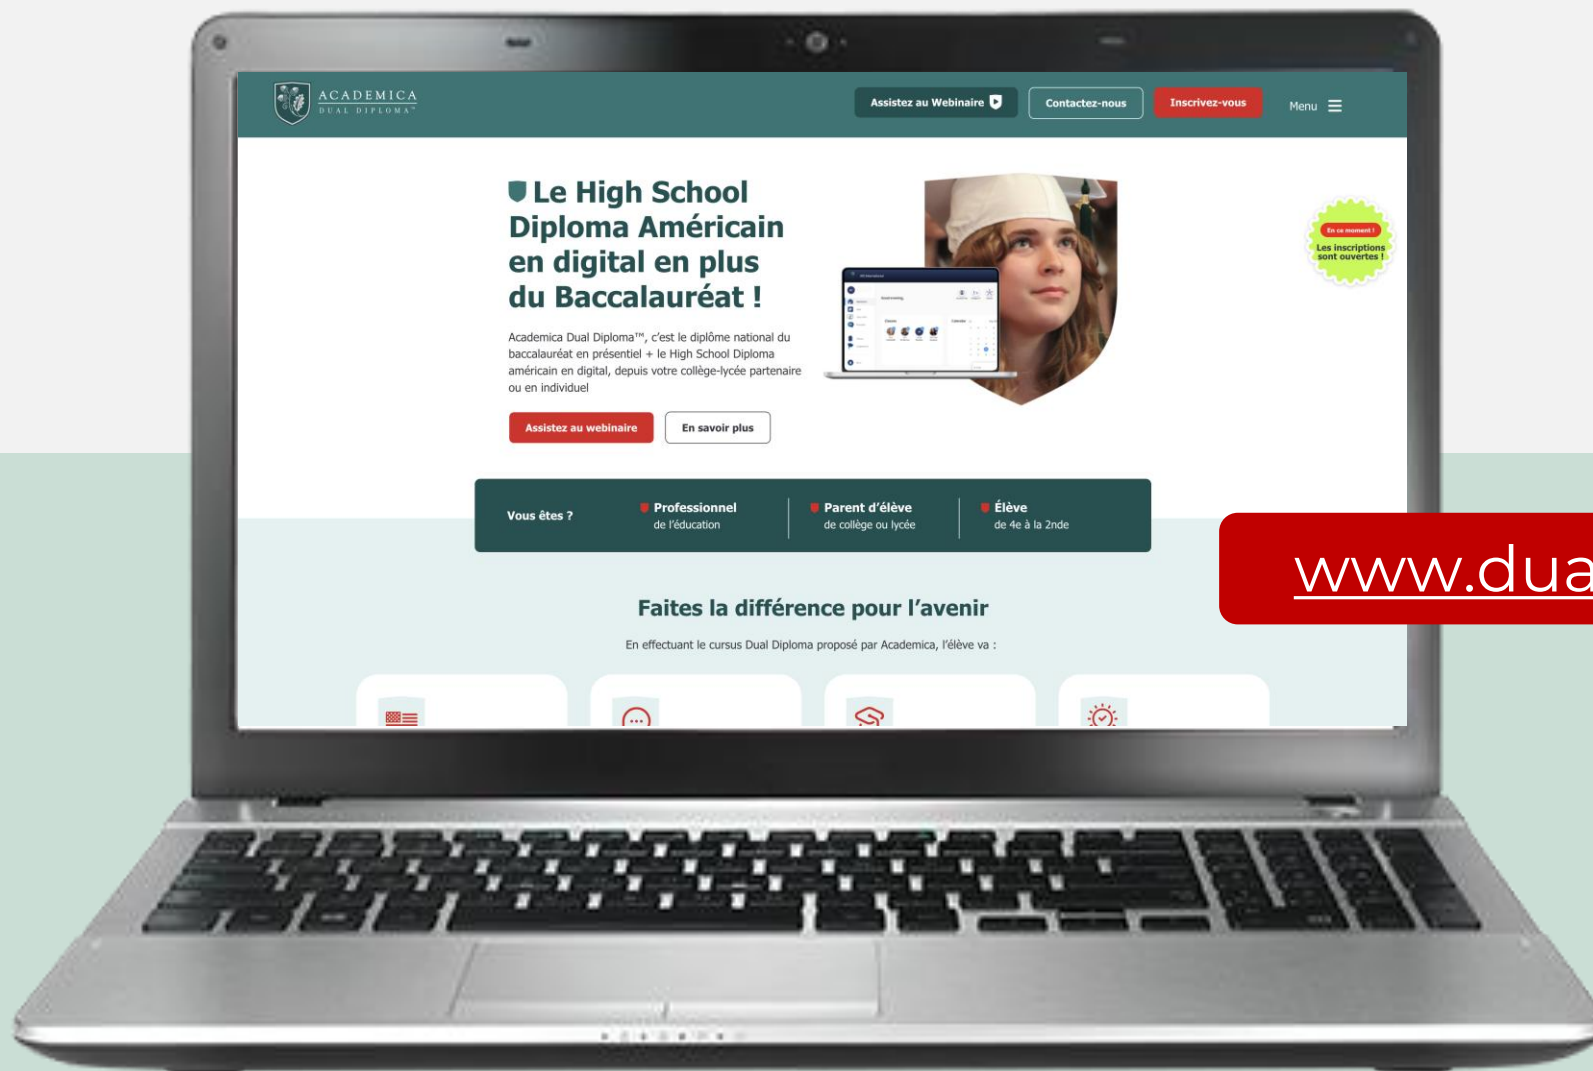 ACADEMICA
DUAL DIPLOMA™
Assistez au Webinaire
Contactez-nous
Inscrivez-vous
Menu
Le High School
Diploma Américain
en digital en plus
du Baccalauréat !
Academica Dual Diploma™, c'est le diplôme national du
baccalauréat en présentiel + le High School Diploma
américain en digital, depuis votre collège-lycée partenaire
ou en individuel
Assistez au webinaire
En savoir plus
En ce moment !
Les inscriptions
sont ouvertes !
Vous êtes ?
Professionnel
de l'éducation
Parent d'élève
de collège ou lycée
Élève
de 4e à la 2nde
www.dua
Faites la différence pour l'avenir
En effectuant le cursus Dual Diploma proposé par Academica, l'élève va :